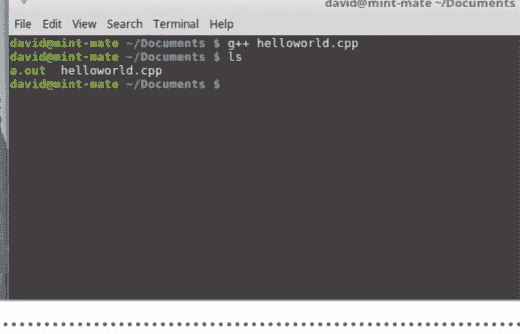 david@mint-mate ~/Documents
File Edit View Search Terminal Help
david@mint-mate ~/Documents $ g++ helloworld.cpp
david@mint-mate ~/Documents $ ls
a.out  helloworld.cpp
david@mint-mate ~/Documents $